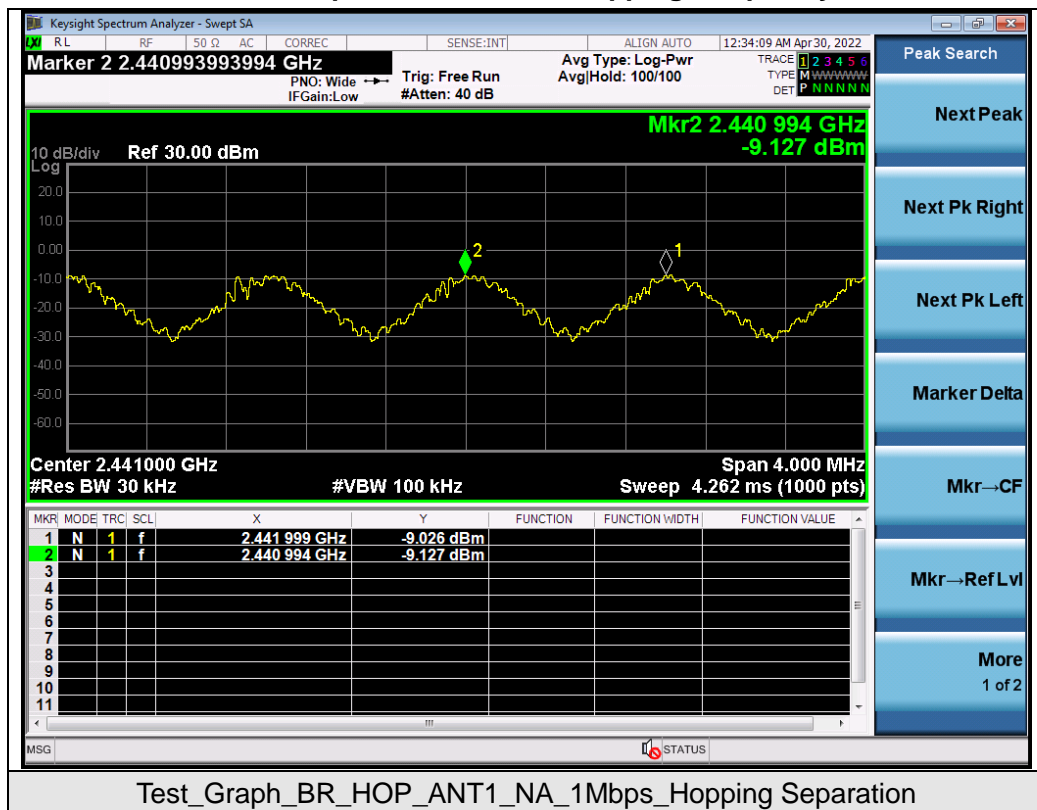 Keysight Spectrum Analyzer - Swept SA
LXI RL RF 50 Ω AC CORREC SENSE:INT ALIGN AUTO 12:34:09 AM Apr 30, 2022
Marker 2 2.440993993994 GHz
PNO: Wide
IFGain:Low
Trig: Free Run
#Atten: 40 dB
Avg Type: Log-Pwr
Avg|Hold: 100/100
TRACE 1 2 3 4 5 6
TYPE M WWWWW
DET P N N N N N
Mkr2 2.440 994 GHz
-9.127 dBm
10 dB/div Ref 30.00 dBm
Log
20.0
10.0
0.00
-10.0
-20.0
-30.0
-40.0
-50.0
-60.0
2
1
Center 2.441000 GHz Span 4.000 MHz
#Res BW 30 kHz #VBW 100 kHz Sweep 4.262 ms (1000 pts)
MKR MODE TRC SCL X Y FUNCTION FUNCTION WIDTH FUNCTION VALUE
1 N 1 f 2.441 999 GHz -9.026 dBm
2 N 1 f 2.440 994 GHz -9.127 dBm
3
4
5
6
7
8
9
10
11
MSG STATUS
Peak Search
Next Peak
Next Pk Right
Next Pk Left
Marker Delta
Mkr→CF
Mkr→Ref Lvl
More
1 of 2
Test_Graph_BR_HOP_ANT1_NA_1Mbps_Hopping Separation